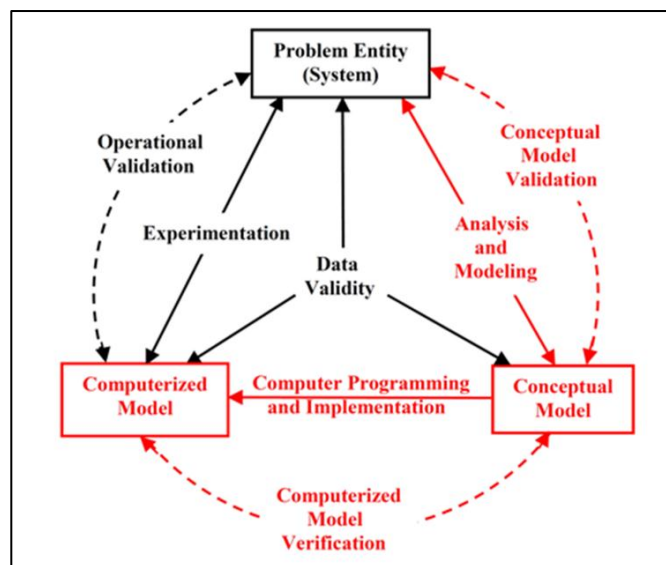 Problem Entity
(System)
Operational
Validation
Conceptual
Model
Validation
Experimentation
Analysis
and
Modeling
Data
Validity
Computerized
Model
Computer Programming
and Implementation
Conceptual
Model
Computerized
Model
Verification